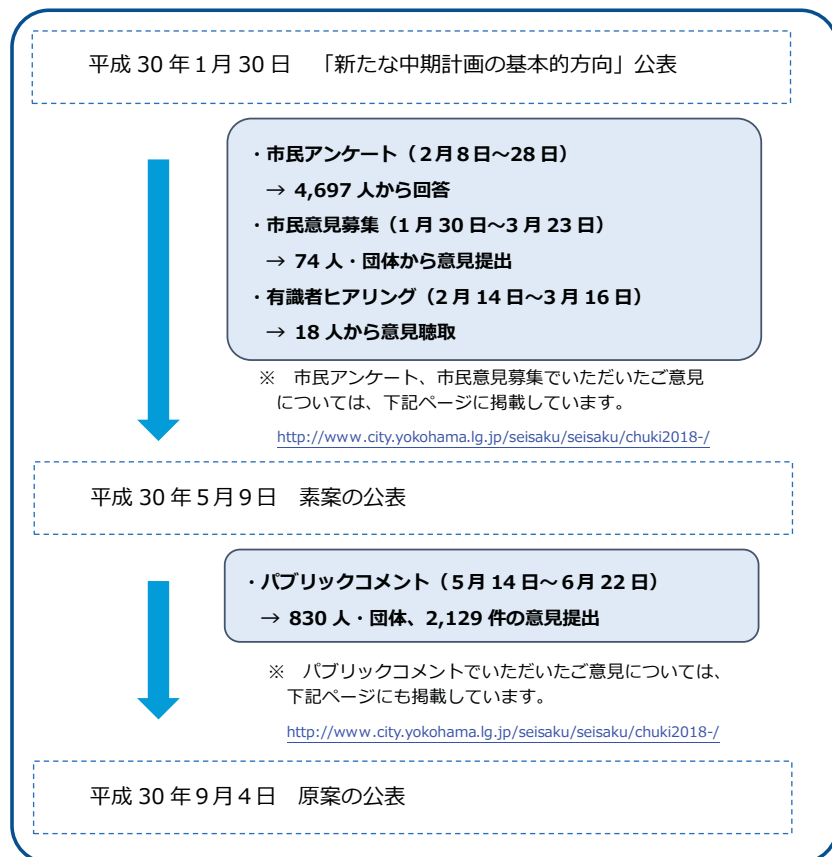 平成 30 年１月 30 日　「新たな中期計画の基本的方向」公表
・市民アンケート（２月８日～28 日）
→ 4,697 人から回答
・市民意見募集（1 月 30 日～3 月 23 日）
→ 74 人・団体から意見提出
・有識者ヒアリング（2 月 14 日～3 月 16 日）
→ 18 人から意見聴取
※　市民アンケート、市民意見募集でいただいたご意見
については、下記ページに掲載しています。
http://www.city.yokohama.lg.jp/seisaku/seisaku/chuki2018-/
平成 30 年５月９日　素案の公表
・パブリックコメント（５月 14 日～６月 22 日）
→ 830 人・団体、2,129 件の意見提出
※　パブリックコメントでいただいたご意見については、
下記ページにも掲載しています。
http://www.city.yokohama.lg.jp/seisaku/seisaku/chuki2018-/
平成 30 年９月４日　原案の公表